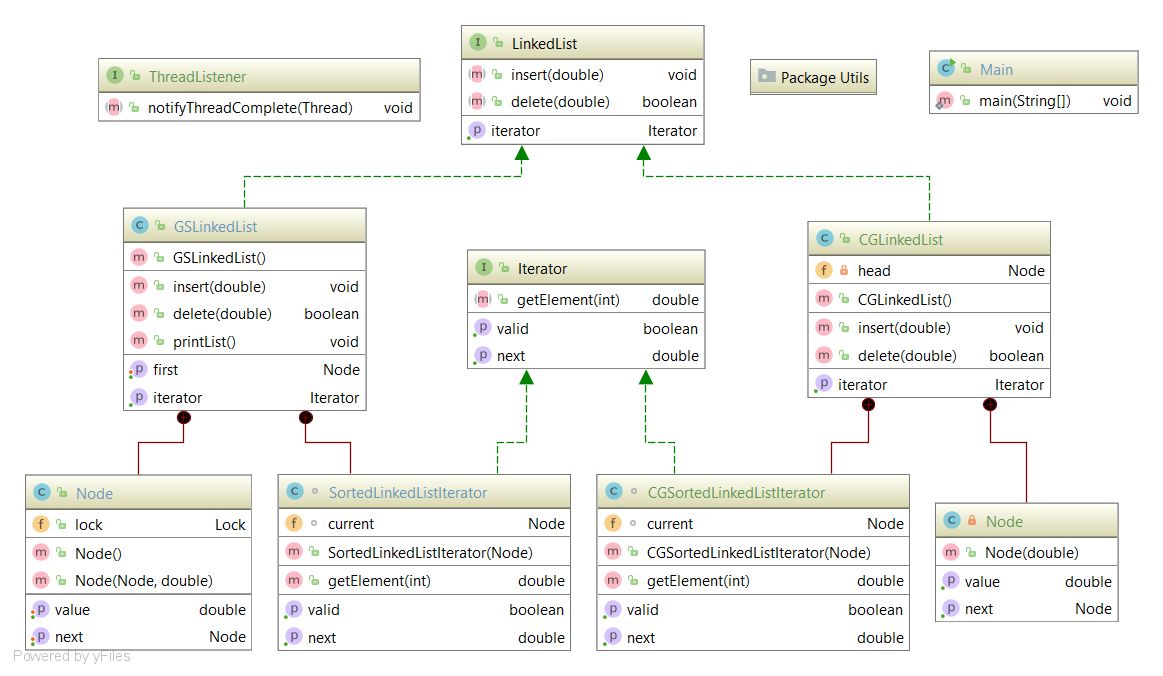 LinkedList
insert(double) void
delete(double) boolean
iterator Iterator
ThreadListener
notifyThreadComplete(Thread) void
Package Utils
Main
main(String[]) void
GSLinkedList
GSLinkedList()
insert(double) void
delete(double) boolean
printList() void
first Node
iterator Iterator
Iterator
getElement(int) double
valid boolean
next double
CGLinkedList
head Node
CGLinkedList()
insert(double) void
delete(double) boolean
iterator Iterator
Node
lock Lock
Node()
Node(Node, double)
value double
next Node
SortedLinkedListIterator
current Node
SortedLinkedListIterator(Node)
getElement(int) double
valid boolean
next double
CGSortedLinkedListIterator
current Node
CGSortedLinkedListIterator(Node)
getElement(int) double
valid boolean
next double
Node
Node(double)
value double
next Node
Powered by yFiles